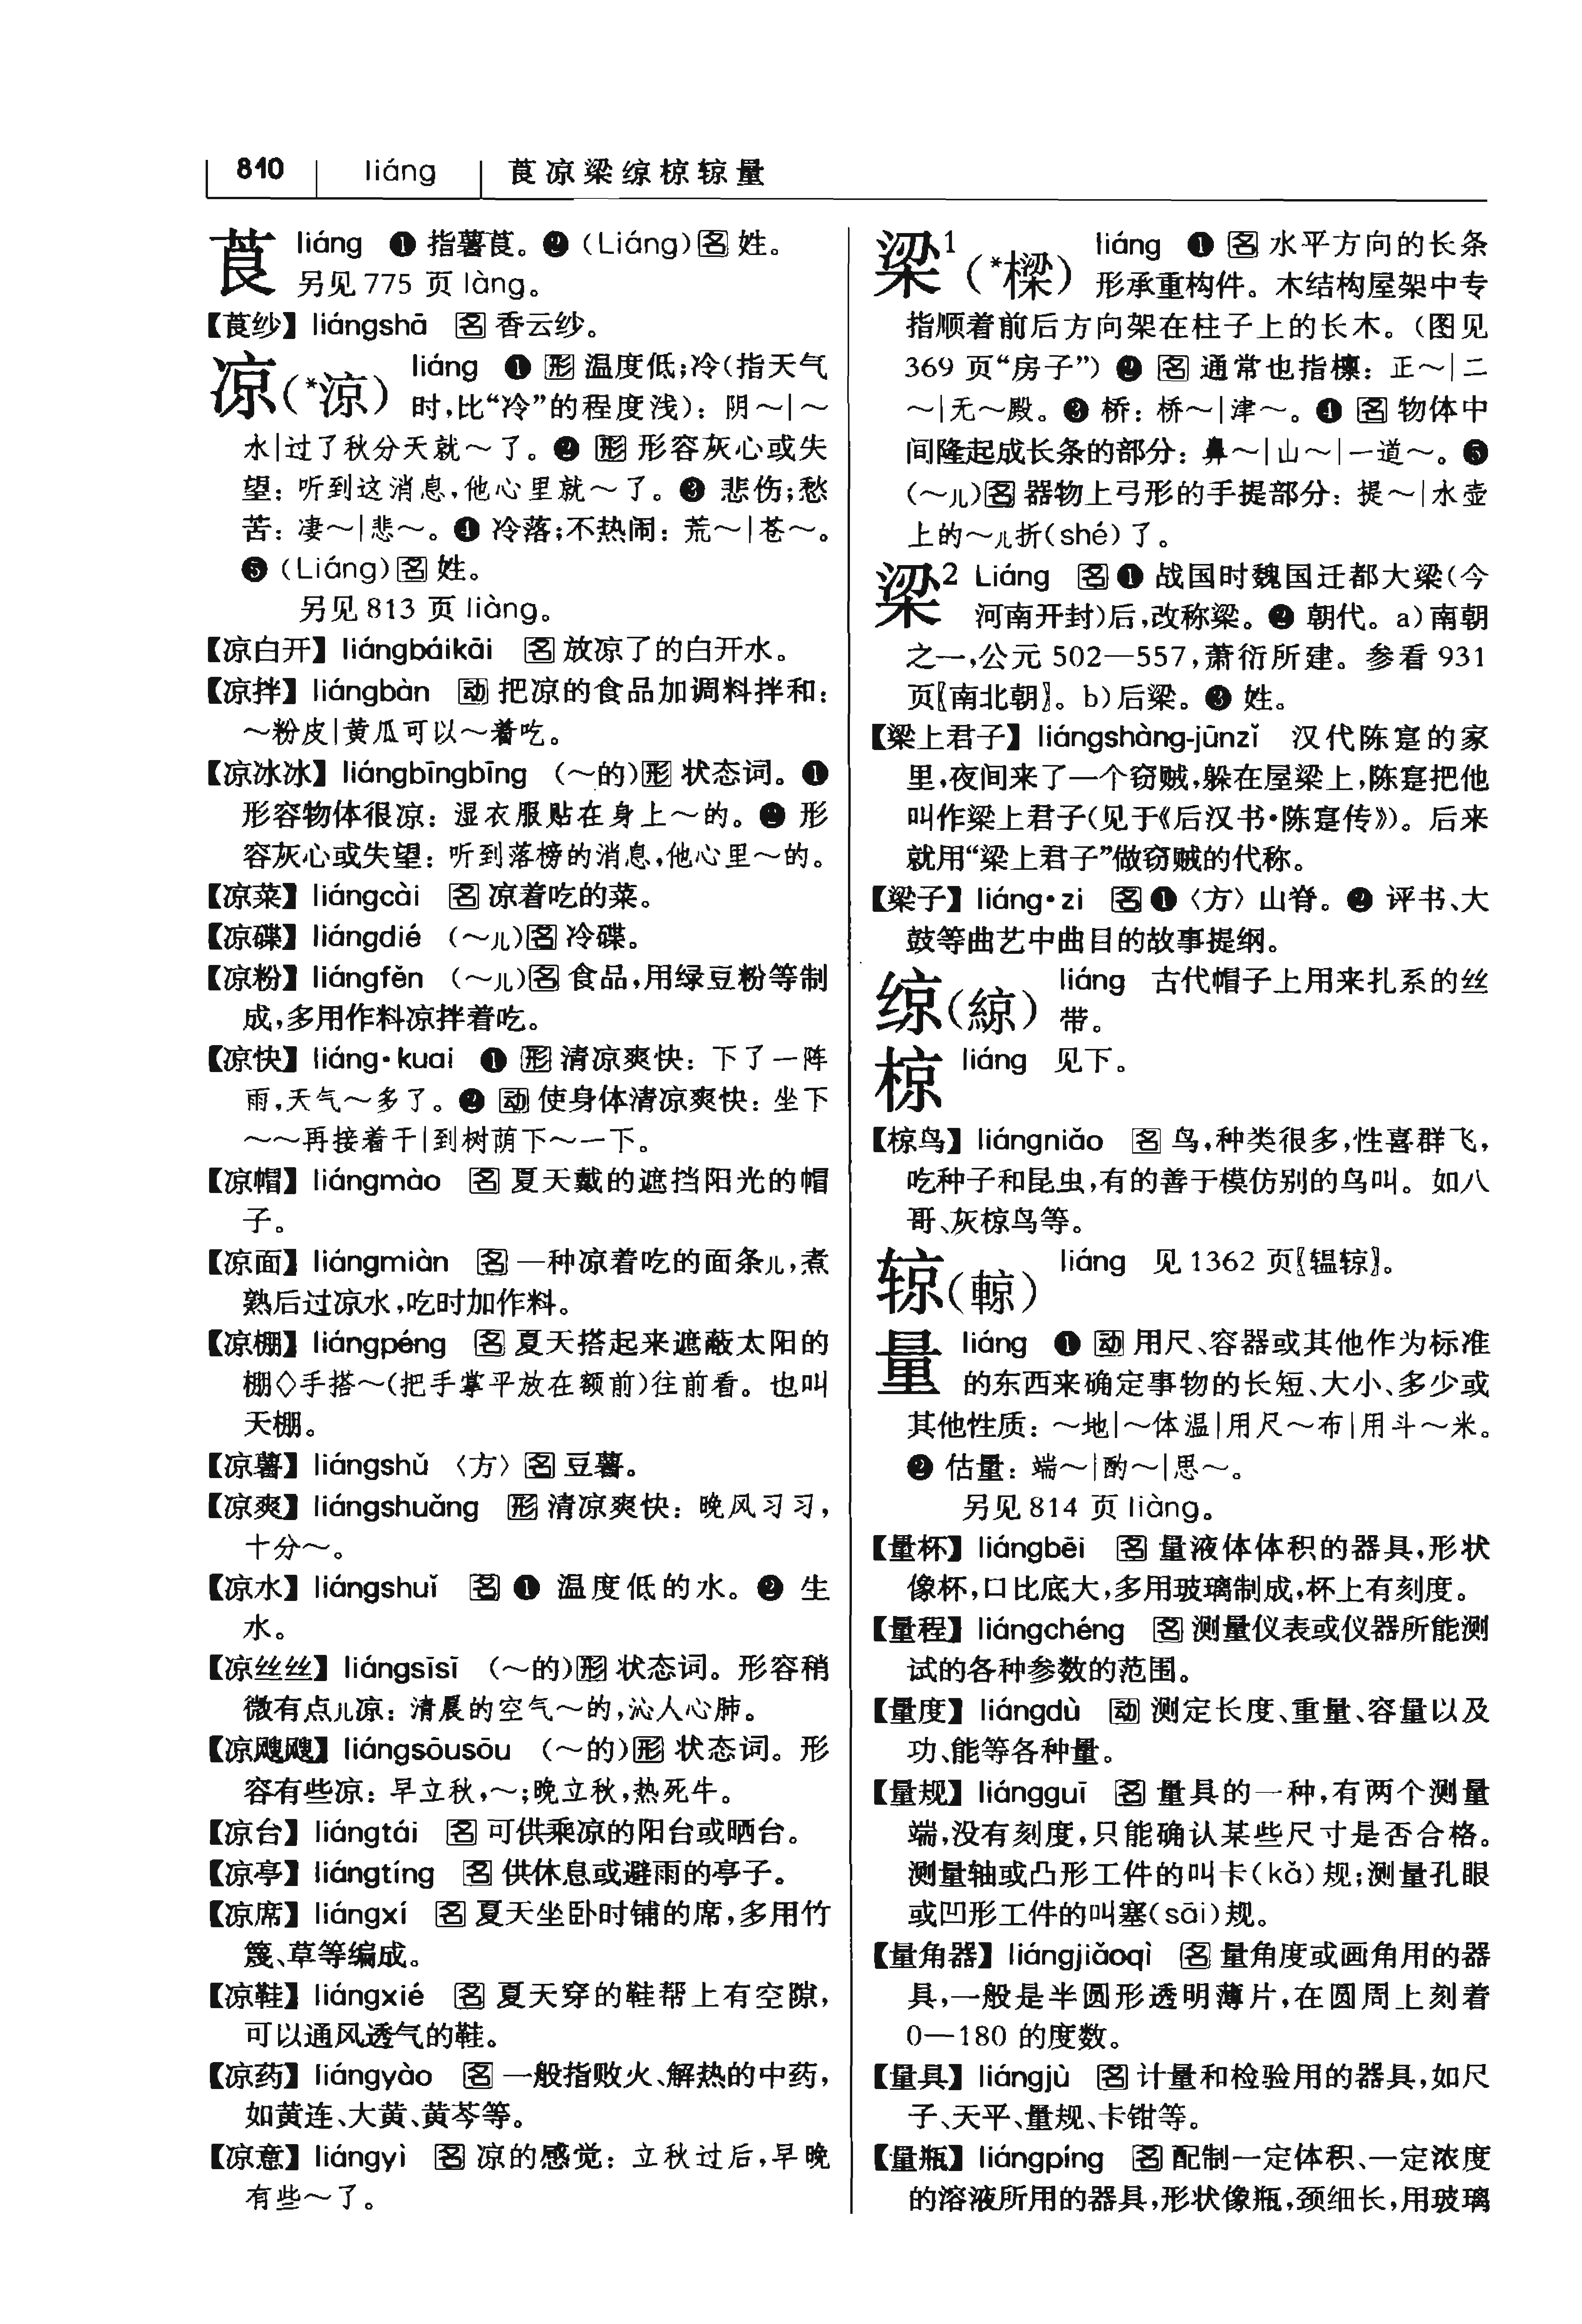 810 liáng 莨凉梁综椋辌量
莨 liáng ❶ 指薯莨。❷ (Liáng) 名 姓。
另见 775 页 làng。
【莨纱】 liángshā 名 香云纱。
凉(*涼) liáng ❶ 形 温度低;冷(指天气
时,比“冷”的程度浅): 阴～|～
水|过了秋分天就～了。❷ 形 形容灰心或失
望: 听到这消息,他心里就～了。❸ 悲伤;愁
苦: 凄～|悲～。❹ 冷落;不热闹: 荒～|苍～。
❺ (Liáng) 名 姓。
另见 813 页 liàng。
【凉白开】 liángbáikāi 名 放凉了的白开水。
【凉拌】 liángbàn 动 把凉的食品加调料拌和:
～粉皮|黄瓜可以～着吃。
【凉冰冰】 liángbīngbīng (～的) 形 状态词。❶
形容物体很凉: 湿衣服贴在身上～的。❷ 形
容灰心或失望: 听到落榜的消息,他心里～的。
【凉菜】 liángcài 名 凉着吃的菜。
【凉碟】 liángdié (～儿) 名 冷碟。
【凉粉】 liángfěn (～儿) 名 食品,用绿豆粉等制
成,多用作料凉拌着吃。
【凉快】 liáng·kuai ❶ 形 清凉爽快: 下了一阵
雨,天气～多了。❷ 动 使身体清凉爽快: 坐下
～～再接着干|到树荫下～一下。
【凉帽】 liángmào 名 夏天戴的遮挡阳光的帽
子。
【凉面】 liángmiàn 名 一种凉着吃的面条儿,煮
熟后过凉水,吃时加作料。
【凉棚】 liángpéng 名 夏天搭起来遮蔽太阳的
棚◇手搭～(把手掌平放在额前)往前看。也叫
天棚。
【凉薯】 liángshǔ 〈方〉 名 豆薯。
【凉爽】 liángshuǎng 形 清凉爽快: 晚风习习,
十分～。
【凉水】 liángshuǐ 名 ❶ 温度低的水。❷ 生
水。
【凉丝丝】 liángsīsī (～的) 形 状态词。形容稍
微有点儿凉: 清晨的空气～的,沁人心肺。
【凉飕飕】 liángsōusōu (～的) 形 状态词。形
容有些凉: 早立秋,～;晚立秋,热死牛。
【凉台】 liángtái 名 可供乘凉的阳台或晒台。
【凉亭】 liángtíng 名 供休息或避雨的亭子。
【凉席】 liángxí 名 夏天坐卧时铺的席,多用竹
篾、草等编成。
【凉鞋】 liángxié 名 夏天穿的鞋帮上有空隙,
可以通风透气的鞋。
【凉药】 liángyào 名 一般指败火、解热的中药,
如黄连、大黄、黄芩等。
【凉意】 liángyì 名 凉的感觉: 立秋过后,早晚
有些～了。
梁¹(*樑) liáng ❶ 名 水平方向的长条
形承重构件。木结构屋架中专
指顺着前后方向架在柱子上的长木。(图见
369 页“房子”) ❷ 名 通常也指檩: 正～|二
～|无～殿。❸ 桥: 桥～|津～。❹ 名 物体中
间隆起成长条的部分: 鼻～|山～|一道～。❺
(～儿) 名 器物上弓形的手提部分: 提～|水壶
上的～儿折(shé)了。
梁² Liáng 名 ❶ 战国时魏国迁都大梁(今
河南开封)后,改称梁。❷ 朝代。a)南朝
之一,公元 502—557,萧衍所建。参看 931
页〖南北朝〗。b)后梁。❸ 姓。
【梁上君子】 liángshàng-jūnzǐ 汉代陈寔的家
里,夜间来了一个窃贼,躲在屋梁上,陈寔把他
叫作梁上君子(见于《后汉书·陈寔传》)。后来
就用“梁上君子”做窃贼的代称。
【梁子】 liáng·zi 名 ❶〈方〉山脊。❷ 评书、大
鼓等曲艺中曲目的故事提纲。
𫟅(綡) liáng 古代帽子上用来扎系的丝
带。
椋 liáng 见下。
【椋鸟】 liángniǎo 名 鸟,种类很多,性喜群飞,
吃种子和昆虫,有的善于模仿别的鸟叫。如八
哥、灰椋鸟等。
辌(輬) liáng 见 1362 页〖辒辌〗。
量 liáng ❶ 动 用尺、容器或其他作为标准
的东西来确定事物的长短、大小、多少或
其他性质: ～地|～体温|用尺～布|用斗～米。
❷ 估量: 端～|酌～|思～。
另见 814 页 liàng。
【量杯】 liángbēi 名 量液体体积的器具,形状
像杯,口比底大,多用玻璃制成,杯上有刻度。
【量程】 liángchéng 名 测量仪表或仪器所能测
试的各种参数的范围。
【量度】 liángdù 动 测定长度、重量、容量以及
功、能等各种量。
【量规】 liángguī 名 量具的一种,有两个测量
端,没有刻度,只能确认某些尺寸是否合格。
测量轴或凸形工件的叫卡(kǎ)规;测量孔眼
或凹形工件的叫塞(sāi)规。
【量角器】 liángjiǎoqì 名 量角度或画角用的器
具,一般是半圆形透明薄片,在圆周上刻着
0—180 的度数。
【量具】 liángjù 名 计量和检验用的器具,如尺
子、天平、量规、卡钳等。
【量瓶】 liángpíng 名 配制一定体积、一定浓度
的溶液所用的器具,形状像瓶,颈细长,用玻璃